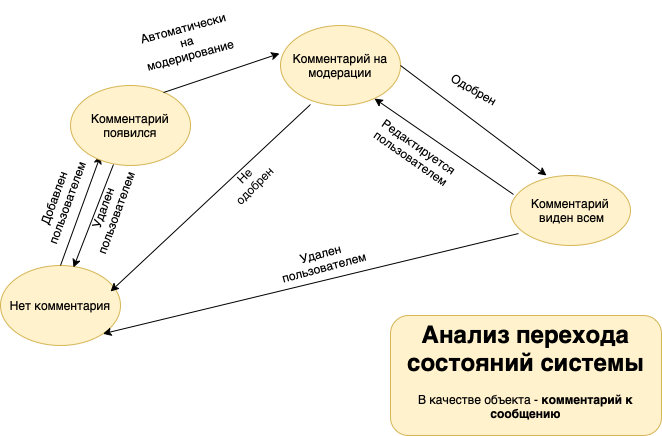 Автоматически
на
модерирование
Комментарий на
модерации
Одобрен
Комментарий
появился
Редактируется
пользователем
Не
одобрен
Добавлен
пользователем
Удален
пользователем
Комментарий
виден всем
Удален
пользователем
Нет комментария
Анализ перехода
состояний системы
В качестве объекта - комментарий к
сообщению